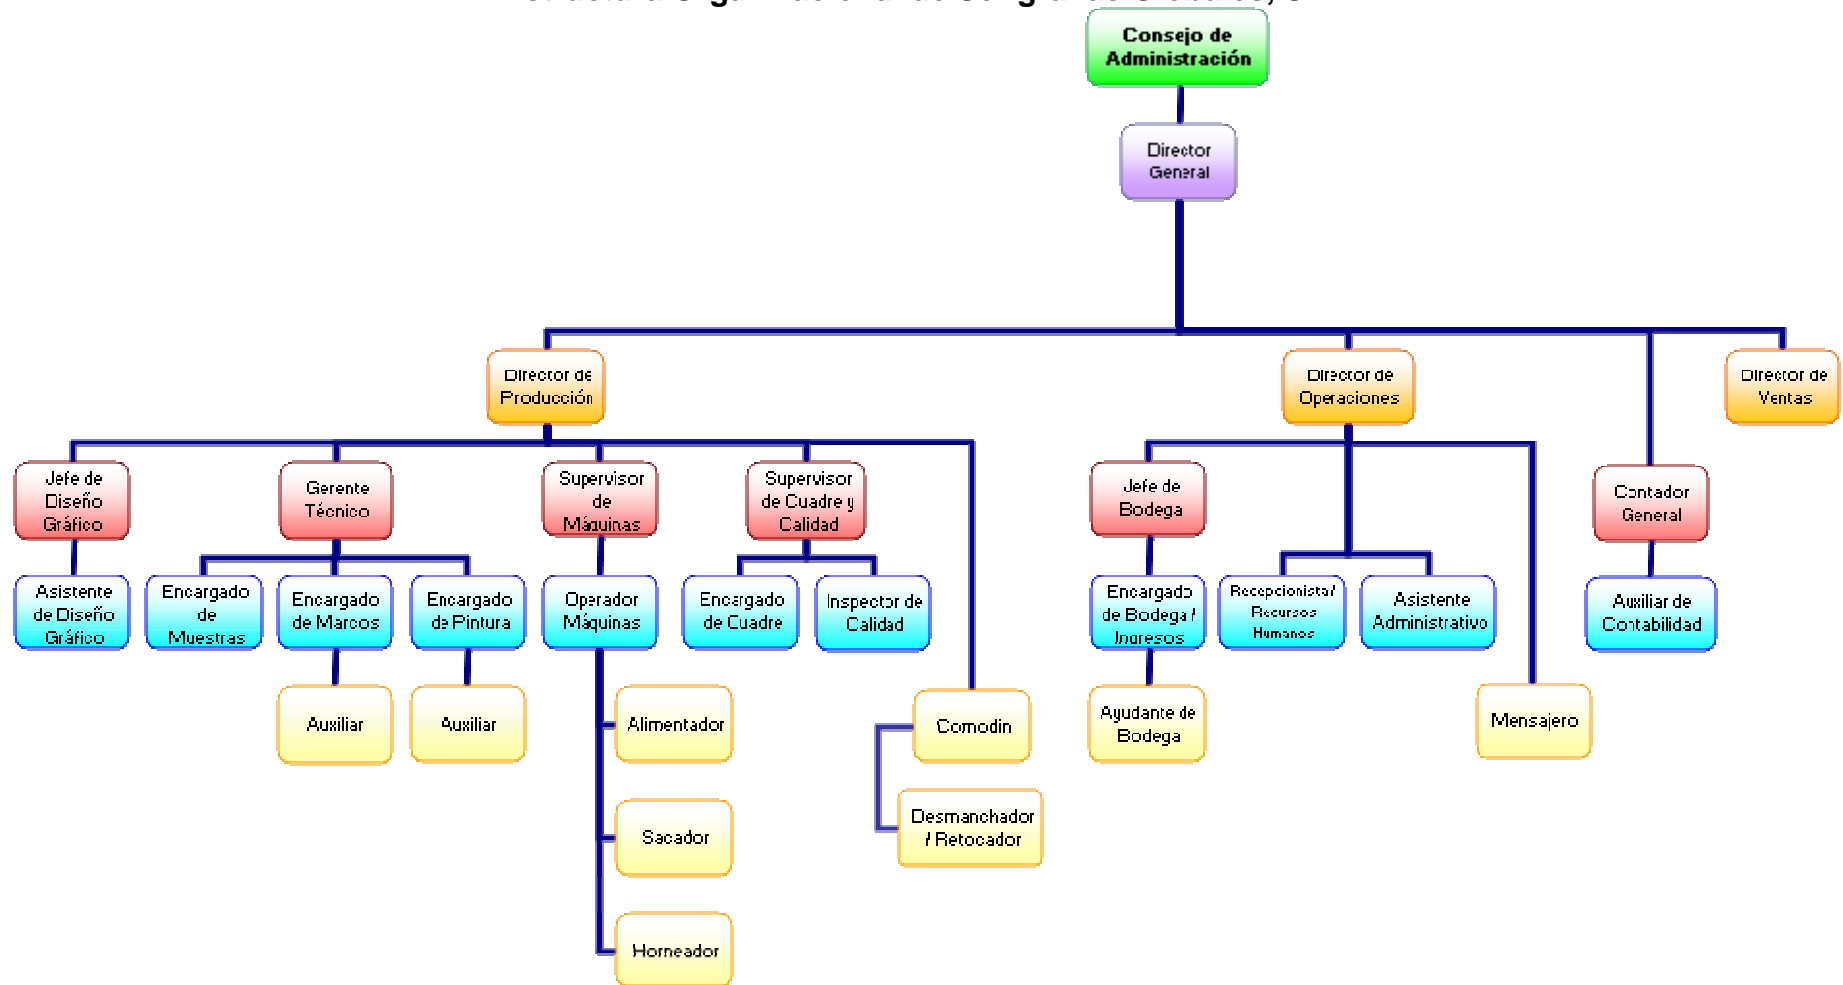 Consejo de
Administración
Director
General
Director de
Producción
Director de
Operaciones
Director de
Ventas
Jefe de
Diseño
Gráfico
Gerente
Técnico
Supervisor
de
Máquinas
Supervisor
de Cuadre y
Calidad
Jefe de
Bodega
Contador
General
Asistente
de Diseño
Gráfico
Encargado
de
Muestras
Encargado
de Marcos
Encargado
de Pintura
Operador
Máquinas
Encargado
de Cuadre
Inspector de
Calidad
Encargado
de Bodega /
Ingresos
Recepcionista/
Recursos
Humanos
Asistente
Administrativo
Auxiliar de
Contabilidad
Auxiliar
Auxiliar
Alimentador
Comodin
Ayudante de
Bodega
Mensajero
Sacador
Desmanchador
/ Retocador
Horneador